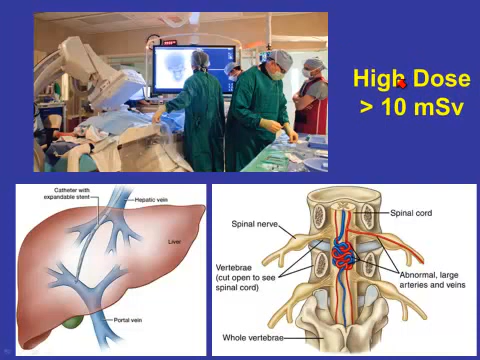 High Dose
> 10 mSv
Catheter with
expandable stent
Hepatic vein
Liver
Portal vein
Spinal cord
Spinal nerve
Vertebrae
(cut open to see
spinal cord)
Abnormal, large
arteries and veins
Whole vertebrae